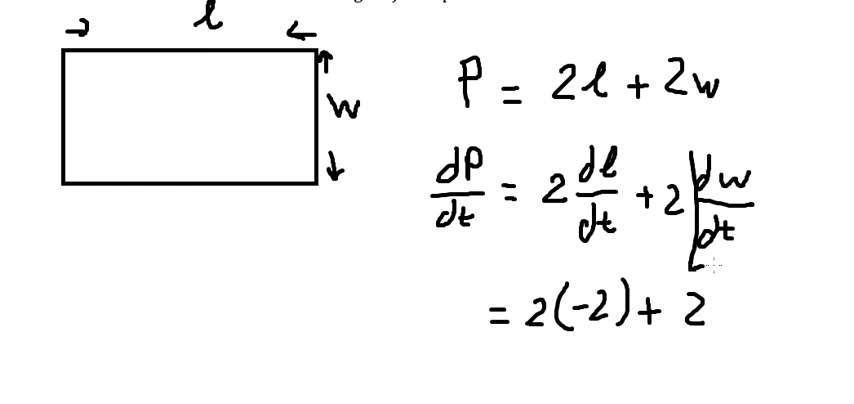 l
w
P = 2l + 2w
dP/dt = 2 dl/dt + 2 dw/dt
= 2(-2) + 2